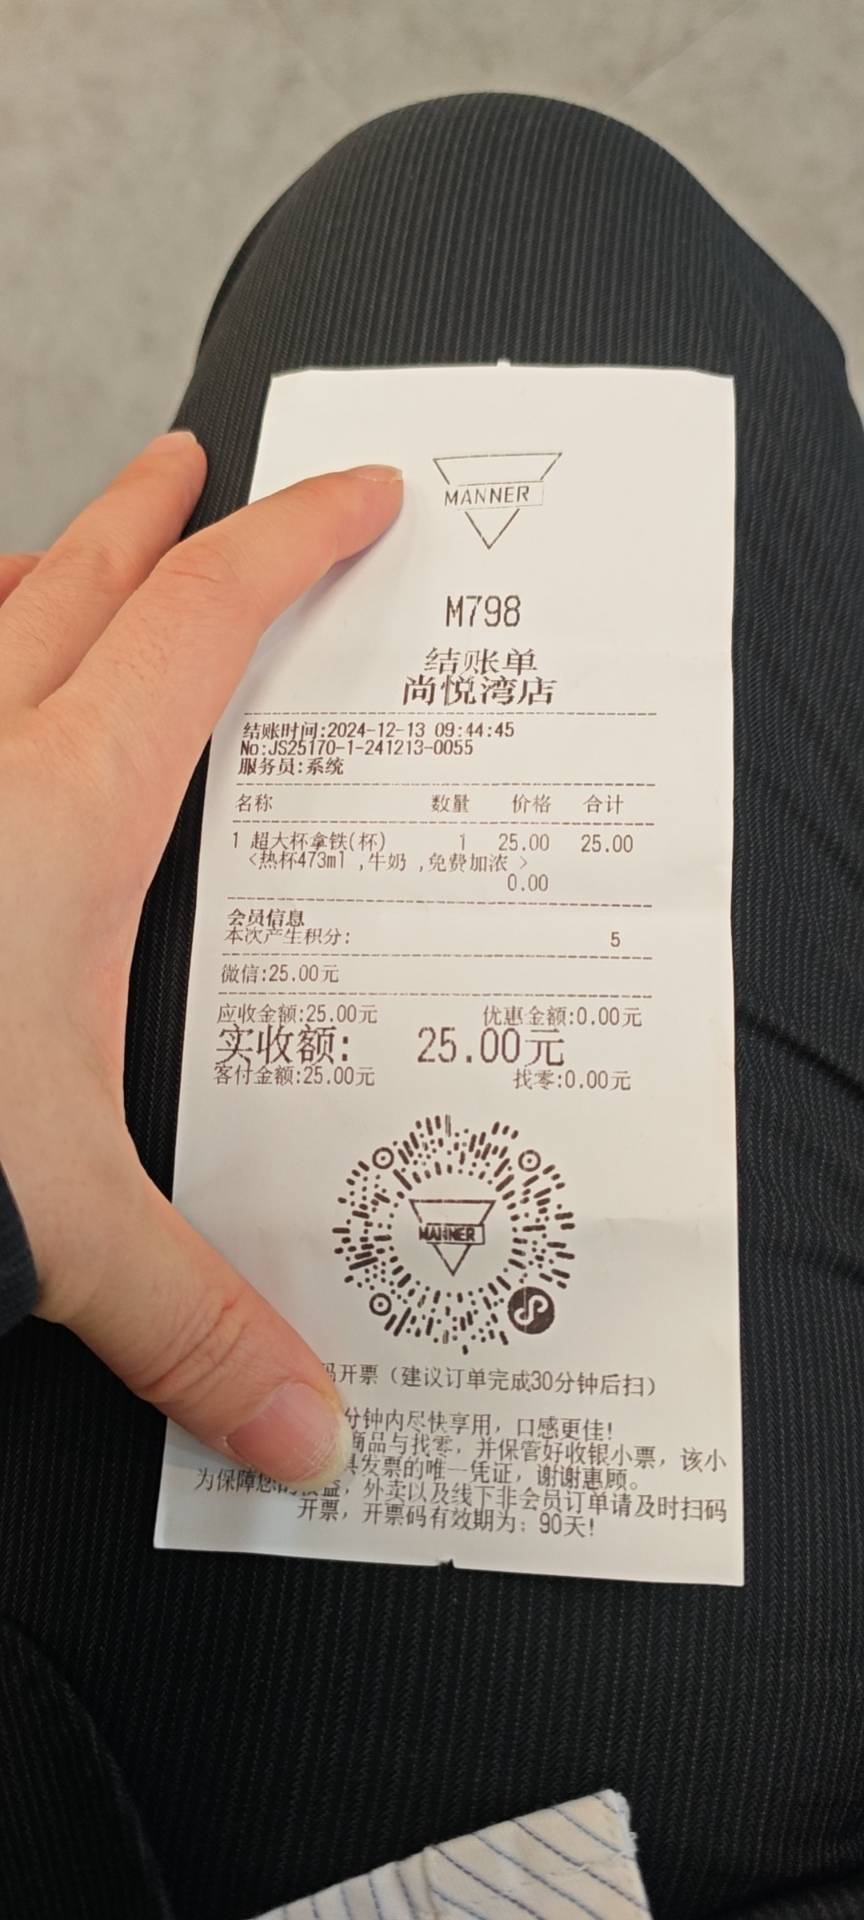 MANNER
M798
结账单
尚悦湾店
结账时间:2024-12-13 09:44:45
No:JS25170-1-241213-0055
服务员:系统
名称 数量 价格 合计
1 超大杯拿铁(杯) 1 25.00 25.00
<热杯473ml ,牛奶 ,免费加浓 >
0.00
会员信息
本次产生积分: 5
微信:25.00元
应收金额:25.00元 优惠金额:0.00元
实收额: 25.00元
客付金额:25.00元 找零:0.00元
MANNER
码开票（建议订单完成30分钟后扫）
分钟内尽快享用，口感更佳!
商品与找零，并保管好收银小票，该小
具发票的唯一凭证，谢谢惠顾。
为保障您的权益，外卖以及线下非会员订单请及时扫码
开票，开票码有效期为：90天!